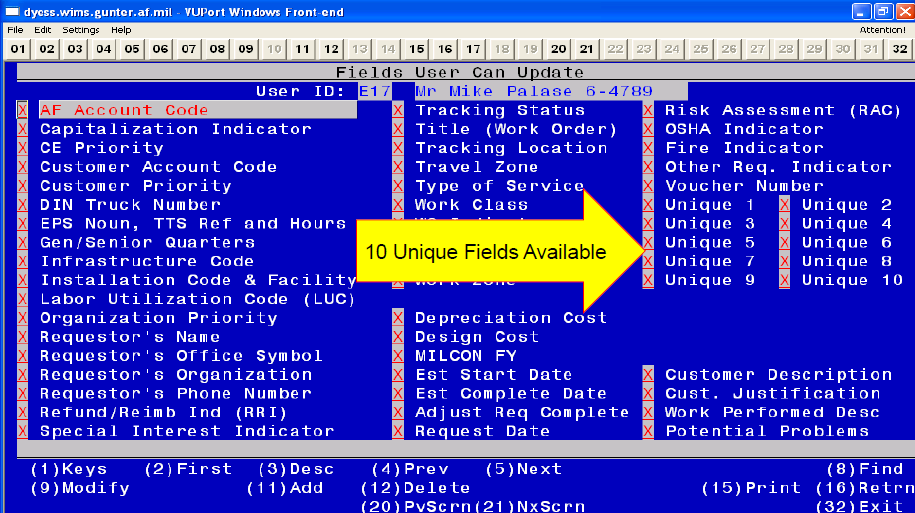 dycss.wims.gunter.af.mil - VUPort Windows Front-end
File Edit Settings Help Attention!
01 02 03 04 05 06 07 08 09 10 11 12 13 14 15 16 17 18 19 20 21 22 23 24 25 26 27 28 29 30 31 32
Fields User Can Update
User ID: E17 Mr Mike Palase 6-4789
X AF Account Code X Tracking Status X Risk Assessment (RAC)
X Capitalization Indicator X Title (Work Order) X OSHA Indicator
X CE Priority X Tracking Location X Fire Indicator
X Customer Account Code X Travel Zone X Other Req. Indicator
X Customer Priority X Type of Service X Voucher Number
X DIN Truck Number X Work Class X Unique 1 X Unique 2
X EPS Noun, TTS Ref and Hours X Unique 3 X Unique 4
X Gen/Senior Quarters X Unique 5 X Unique 6
10 Unique Fields Available
X Infrastructure Code X Unique 7 X Unique 8
X Installation Code & Facility X Work Zone X Unique 9 X Unique 10
X Labor Utilization Code (LUC)
X Organization Priority X Depreciation Cost
X Requestor's Name X Design Cost
X Requestor's Office Symbol X MILCON FY
X Requestor's Organization X Est Start Date X Customer Description
X Requestor's Phone Number X Est Complete Date X Cust. Justification
X Refund/Reimb Ind (RRI) X Adjust Req Complete X Work Performed Desc
X Special Interest Indicator X Request Date X Potential Problems
(1)Keys (2)First (3)Desc (4)Prev (5)Next (8)Find
(9)Modify (11)Add (12)Delete (15)Print (16)Retrn
(20)PvScrn(21)NxScrn (32)Exit